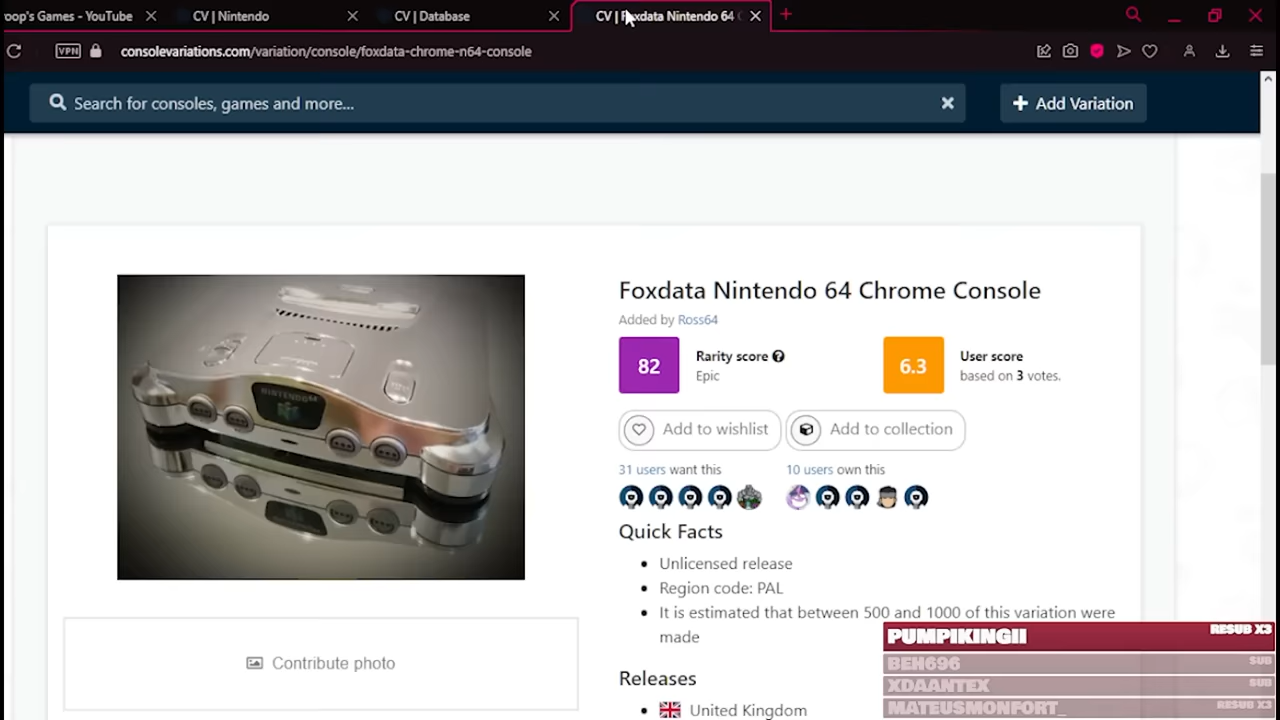 roop's Games - YouTube
CV | Nintendo
CV | Database
CV | Foxdata Nintendo 64
VPN
consolevariations.com/variation/console/foxdata-chrome-n64-console
Search for consoles, games and more...
Add Variation
NINTENDO64
Foxdata Nintendo 64 Chrome Console
Added by Ross64
82
Rarity score
Epic
6.3
User score
based on 3 votes.
Add to wishlist
Add to collection
31 users want this
10 users own this
Quick Facts
Unlicensed release
Region code: PAL
It is estimated that between 500 and 1000 of this variation were
made
Releases
United Kingdom
Contribute photo
PUMPIKINGII
RESUB X3
BEH696
SUB
XDAANTEX
SUB
MATEUSMONFORT_
RESUB X3